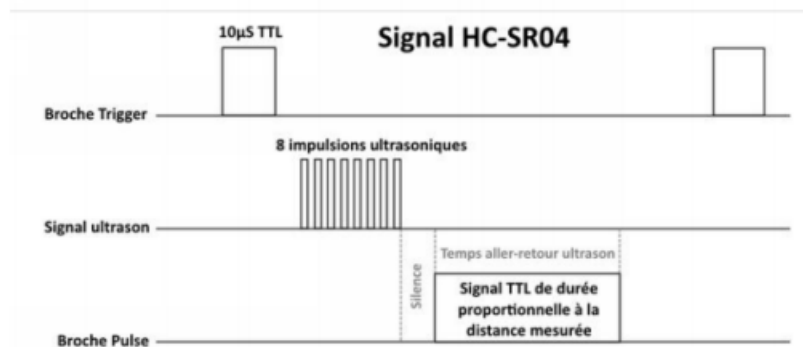 10µS TTL
Signal HC-SR04
Broche Trigger
8 impulsions ultrasoniques
Signal ultrason
Temps aller-retour ultrason
Silence
Signal TTL de durée
proportionnelle à la
distance mesurée
Broche Pulse